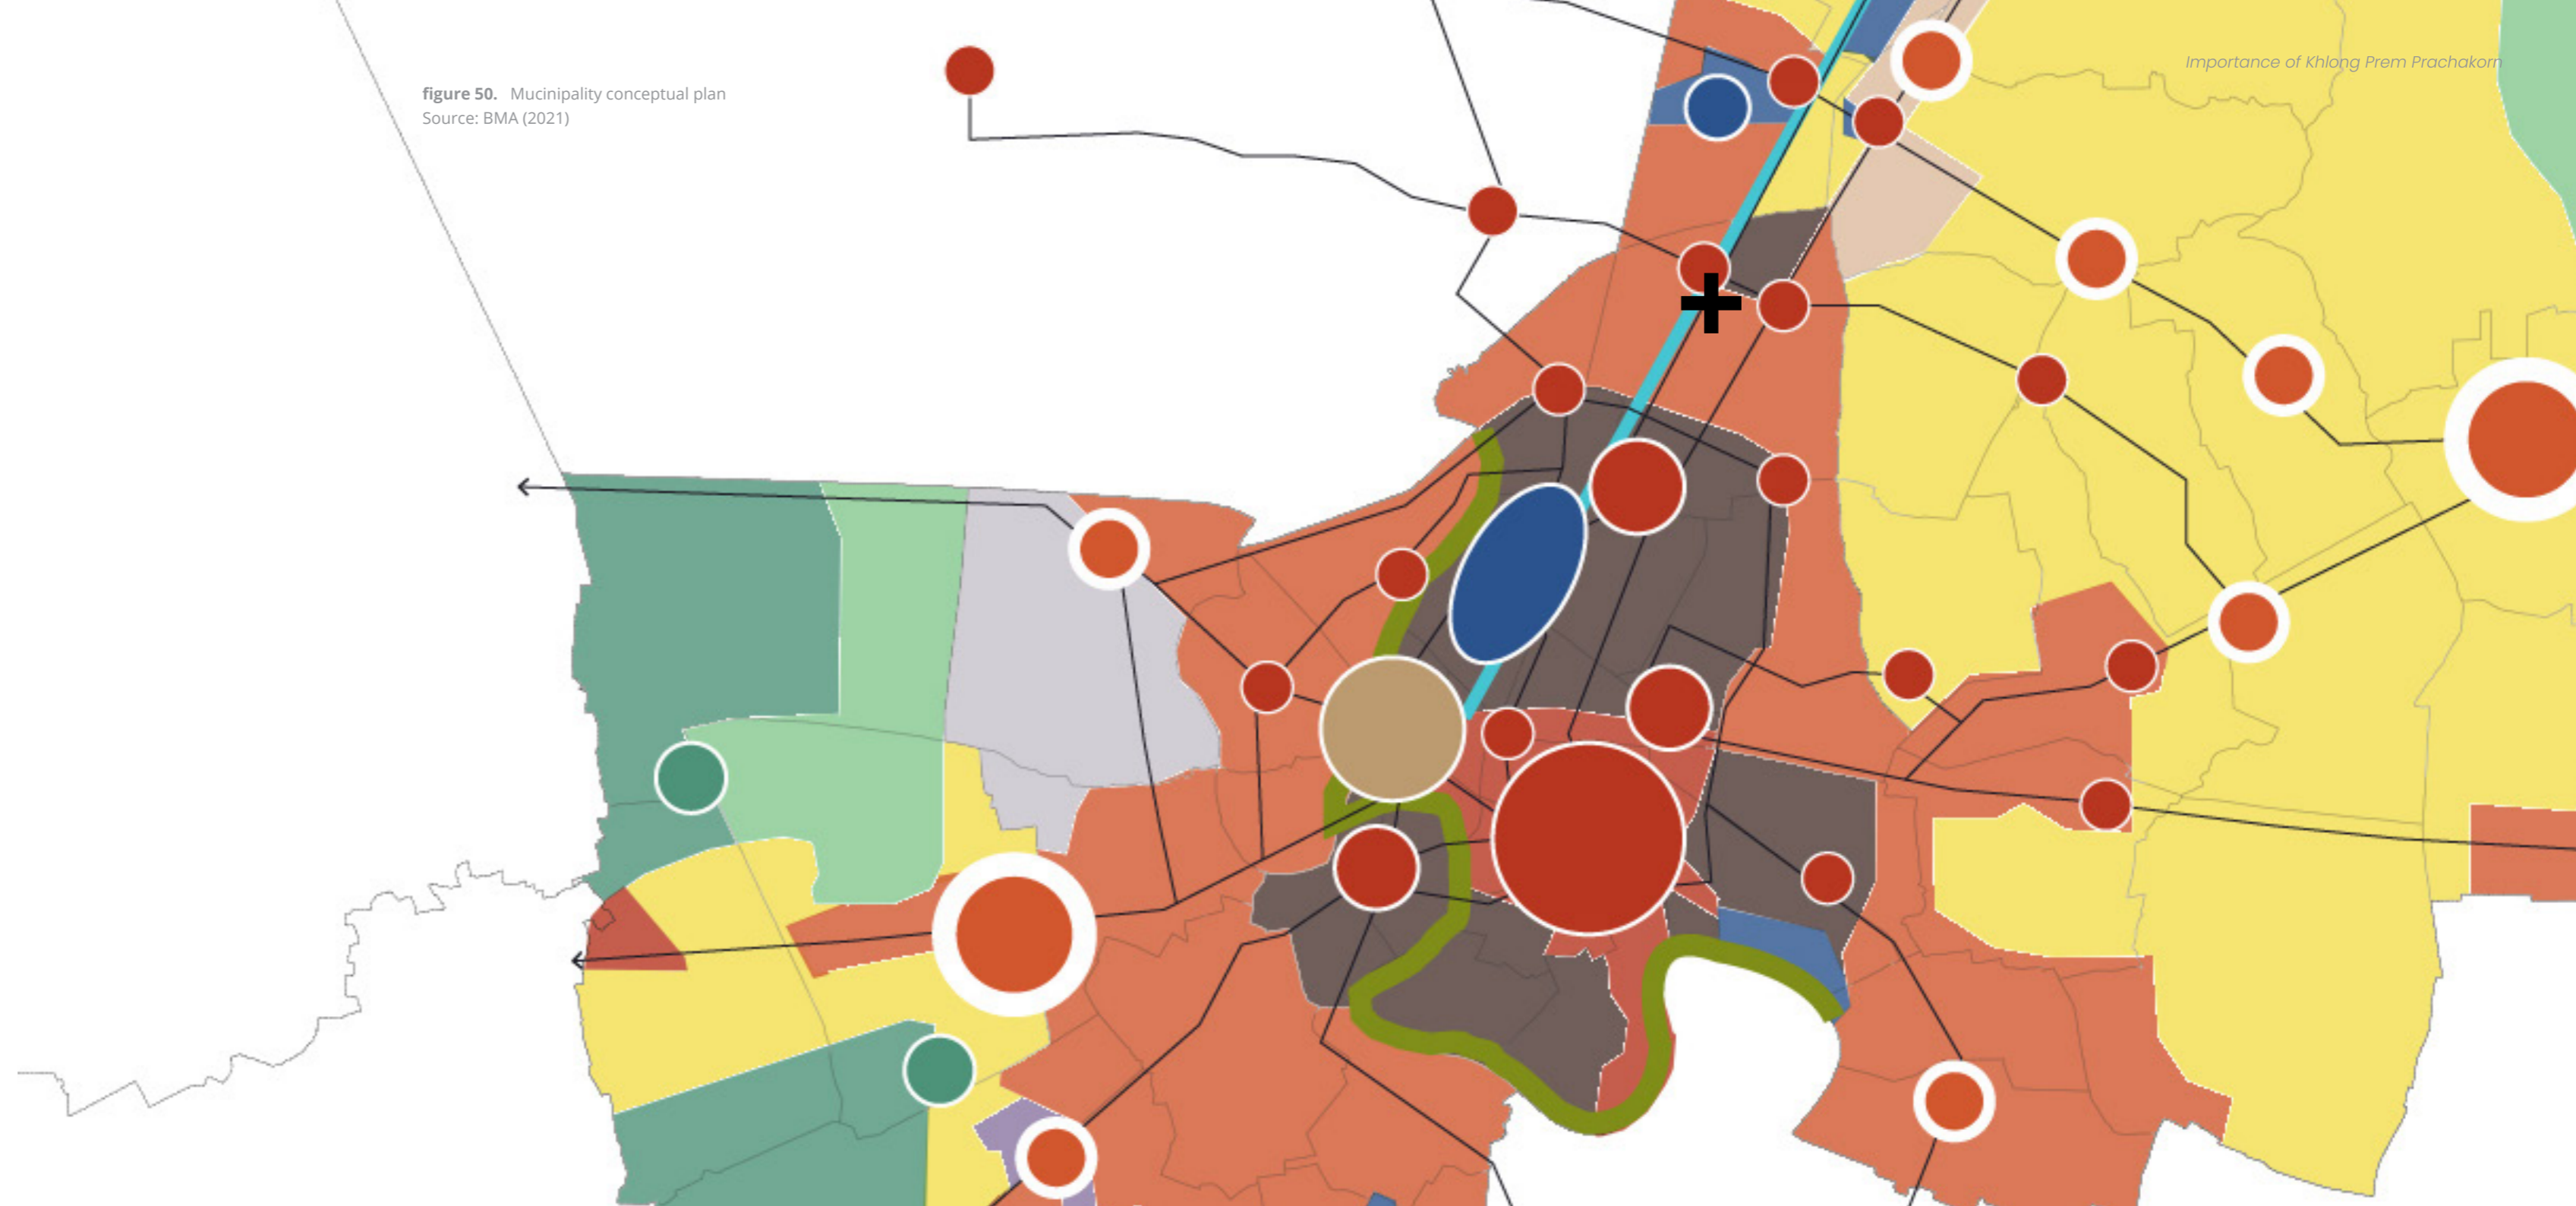 Importance of Khlong Prem Prachakorn
figure 50. Mucinipality conceptual plan
Source: BMA (2021)